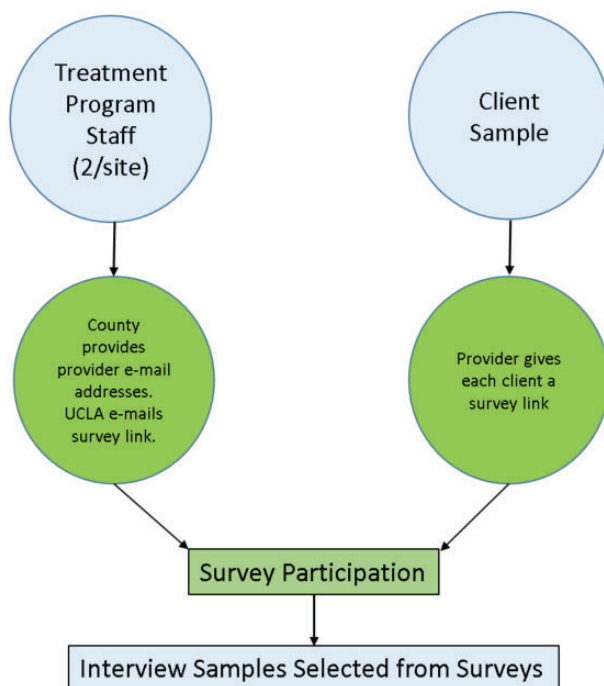 Treatment
Program
Staff
(2/site)
Client
Sample
County
provides
provider e-mail
addresses.
UCLA e-mails
survey link.
Provider gives
each client a
survey link
Survey Participation
Interview Samples Selected from Surveys